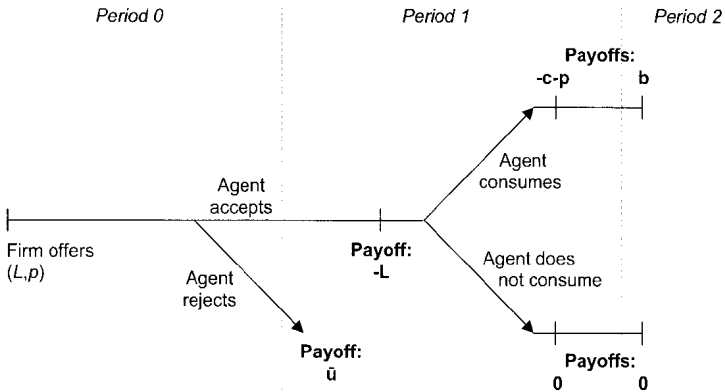 Period 0
Period 1
Period 2
Payoffs:
-c-p
b
Agent
consumes
Agent
accepts
Firm offers
(L,p)
Payoff:
-L
Agent does
not consume
Agent
rejects
Payoff:
ū
Payoffs:
0
0